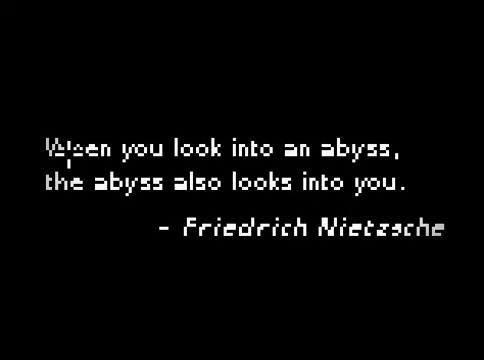 When you look into an abyss,
the abyss also looks into you.
- Friedrich Nietzsche